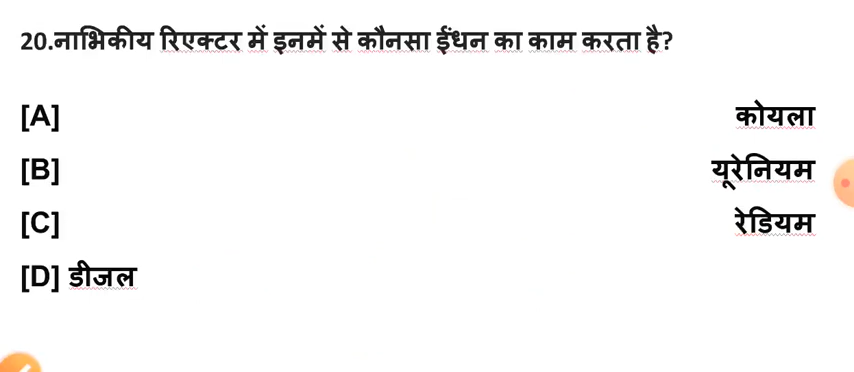 20.नाभिकीय रिएक्टर में इनमें से कौनसा ईंधन का काम करता है?
[A] कोयला
[B] यूरेनियम
[C] रेडियम
[D] डीजल